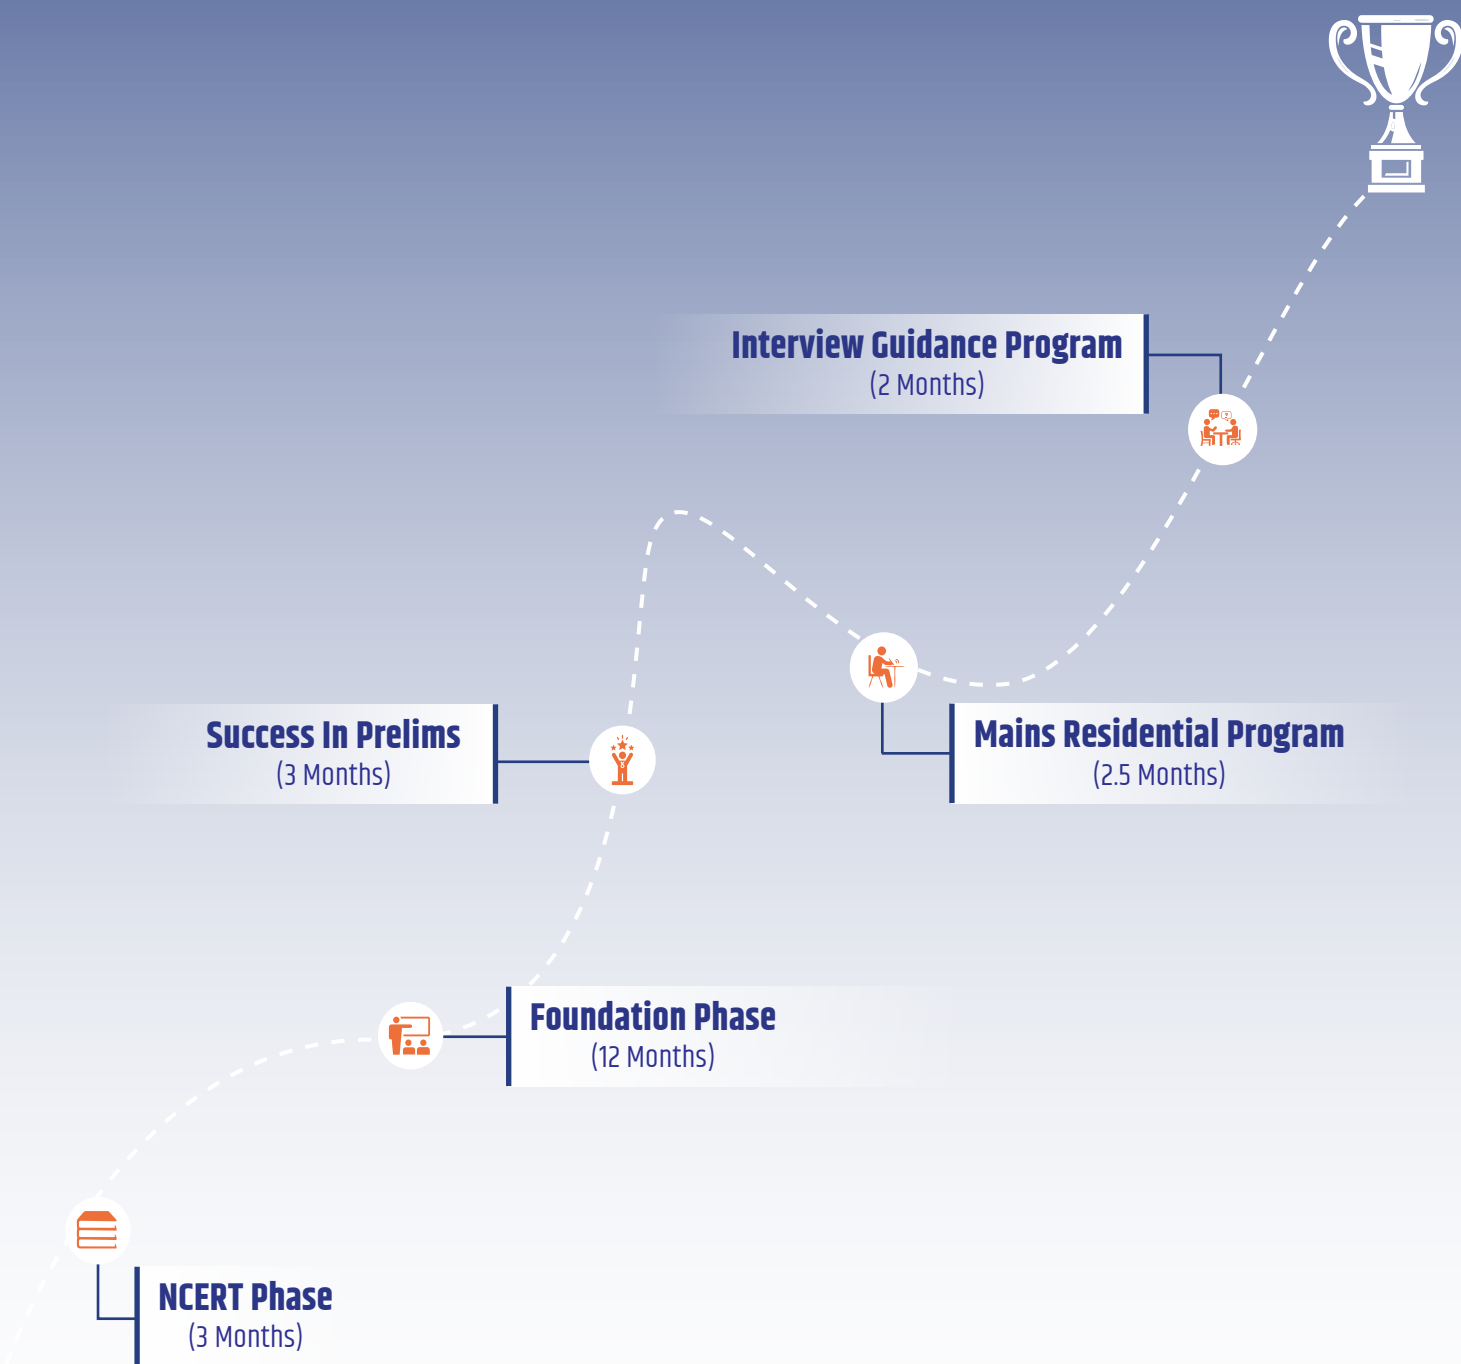 Interview Guidance Program
(2 Months)
Success In Prelims
(3 Months)
Mains Residential Program
(2.5 Months)
Foundation Phase
(12 Months)
NCERT Phase
(3 Months)